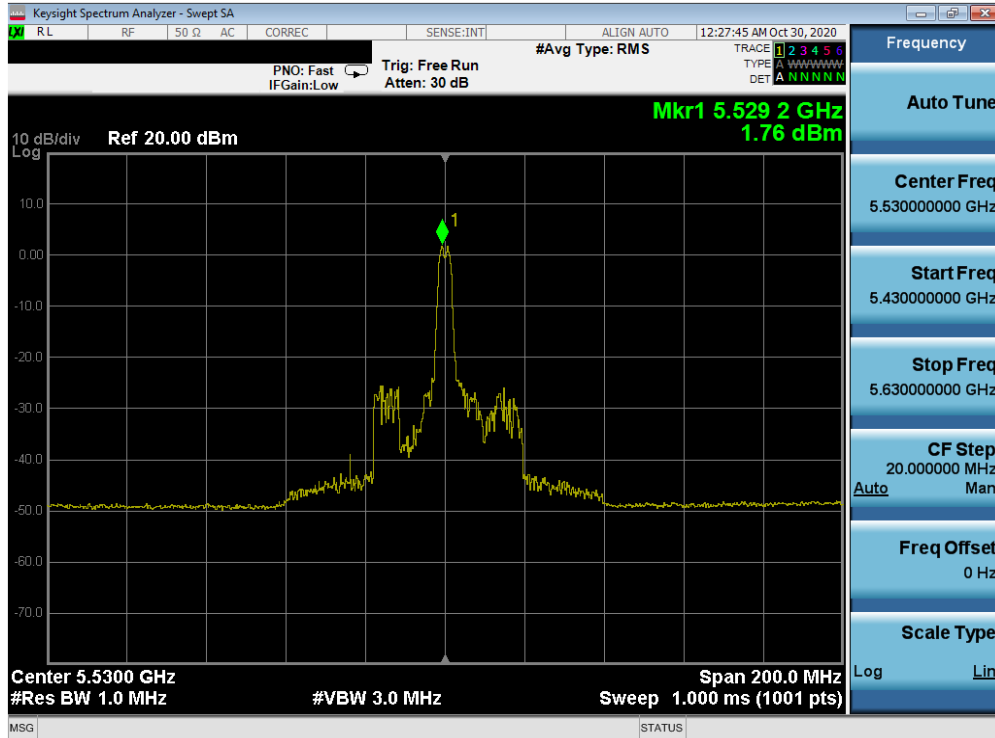 Keysight Spectrum Analyzer - Swept SA
LXI RL RF 50 Ω AC CORREC SENSE:INT ALIGN AUTO 12:27:45 AM Oct 30, 2020
#Avg Type: RMS
TRACE 1 2 3 4 5 6
TYPE A WWWWW
DET A N N N N N
PNO: Fast
IFGain:Low
Trig: Free Run
Atten: 30 dB
Mkr1 5.529 2 GHz
1.76 dBm
10 dB/div
Log
Ref 20.00 dBm
1
10.0
0.00
-10.0
-20.0
-30.0
-40.0
-50.0
-60.0
-70.0
Center 5.5300 GHz
Span 200.0 MHz
#Res BW 1.0 MHz
#VBW 3.0 MHz
Sweep 1.000 ms (1001 pts)
MSG
STATUS
Frequency
Auto Tune
Center Freq
5.530000000 GHz
Start Freq
5.430000000 GHz
Stop Freq
5.630000000 GHz
CF Step
20.000000 MHz
Auto Man
Freq Offset
0 Hz
Scale Type
Log Lin